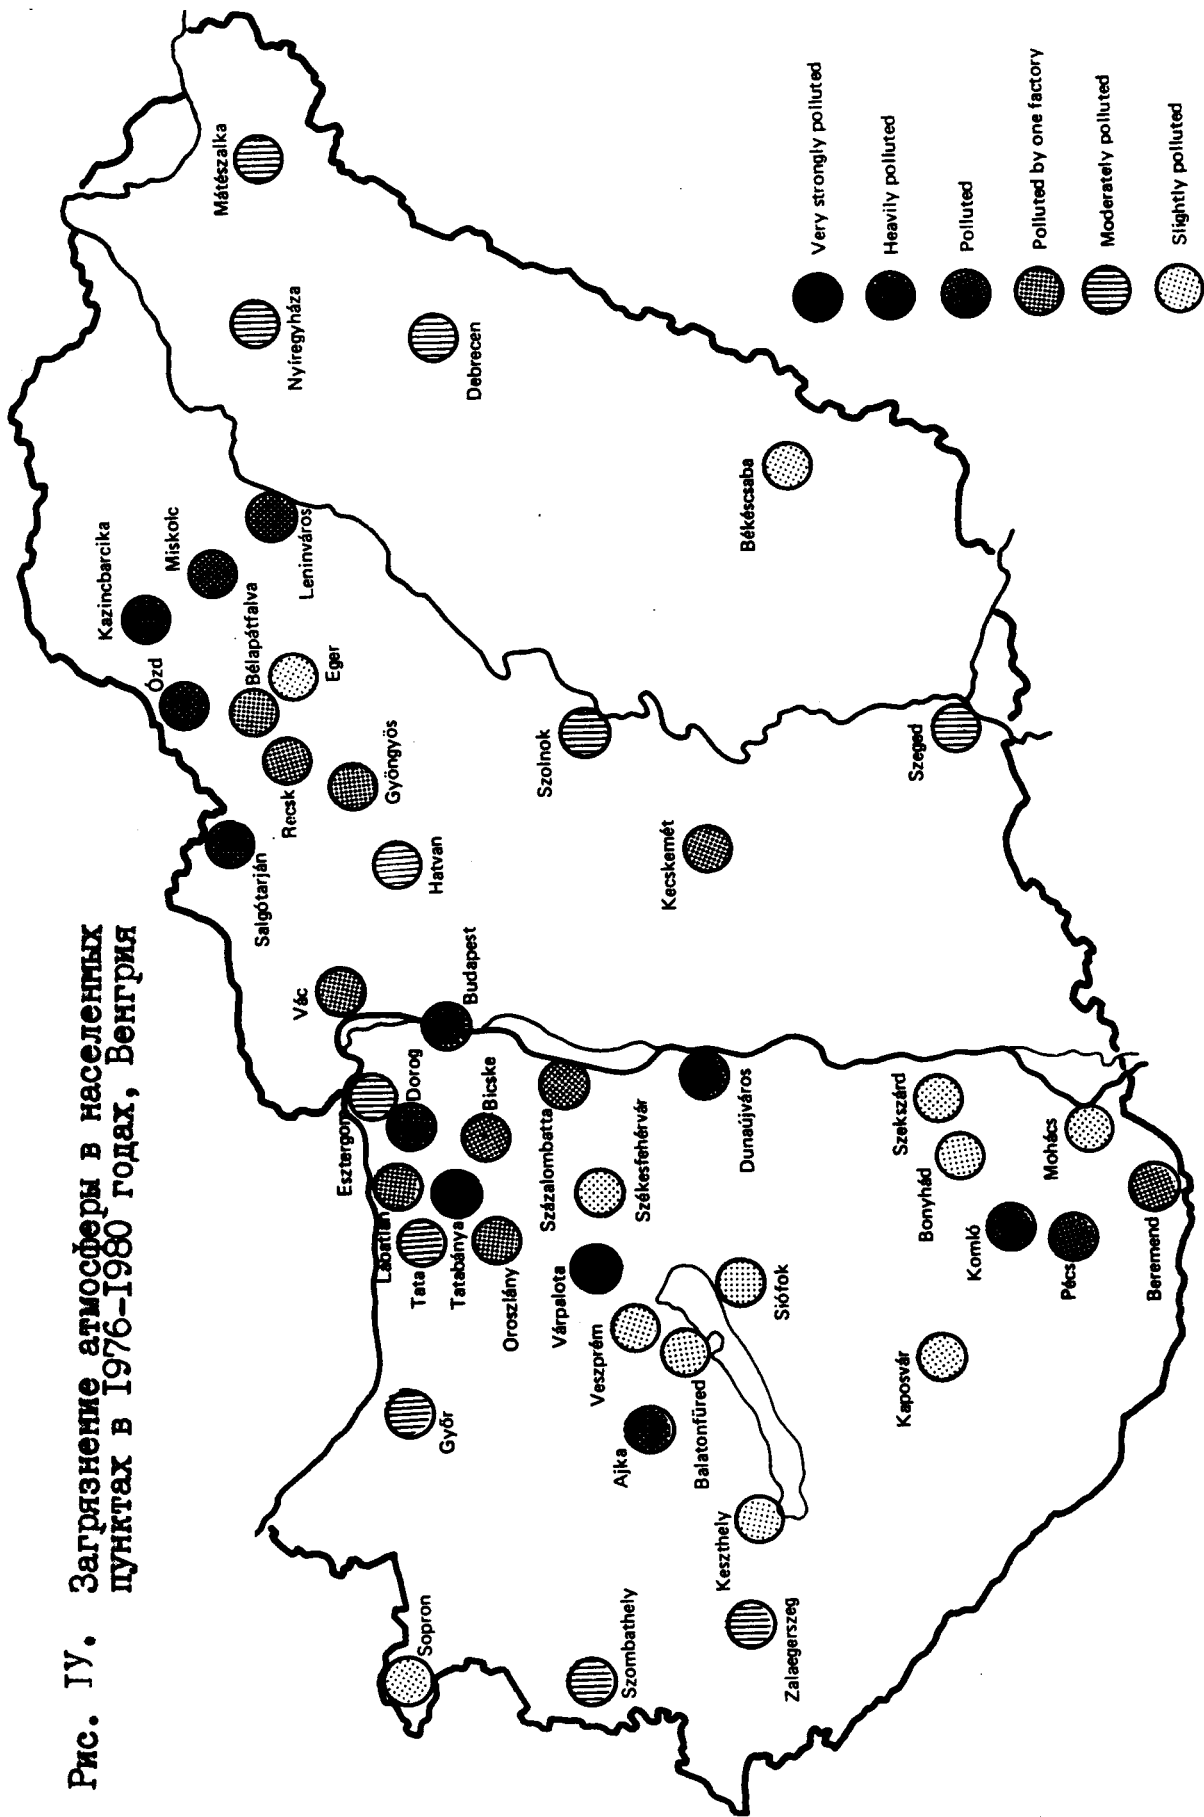 Рис. IУ. Загрязнение атмосферы в населенных
пунктах в 1976-1980 годах, Венгрия
Sopron
Szombathely
Zalaegerszeg
Keszthely
Győr
Ajka
Balatonfüred
Veszprém
Várpalota
Siófok
Kaposvár
Esztergom
Lábatlan
Tata
Tatabánya
Oroszlány
Dorog
Bicske
Százalombatta
Székesfehérvár
Dunaújváros
Szekszárd
Bonyhád
Mohács
Komló
Pécs
Beremend
Vác
Budapest
Salgótarján
Hatvan
Recsk
Gyöngyös
Kecskemét
Ózd
Bélapátfalva
Eger
Szolnok
Szeged
Kazincbarcika
Miskolc
Leninváros
Békéscsaba
Nyíregyháza
Debrecen
Mátészalka
Very strongly polluted
Heavily polluted
Polluted
Polluted by one factory
Moderately polluted
Slightly polluted